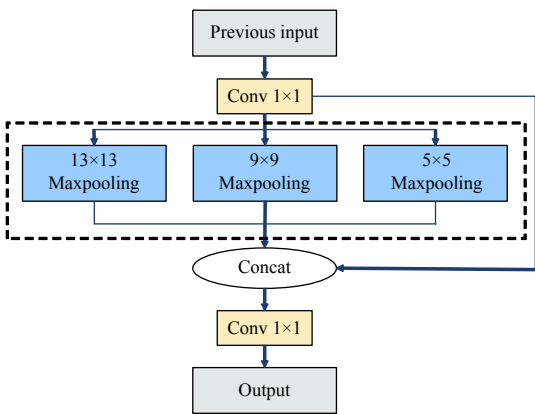 Previous input
Conv 1×1
13×13
Maxpooling
9×9
Maxpooling
5×5
Maxpooling
Concat
Conv 1×1
Output